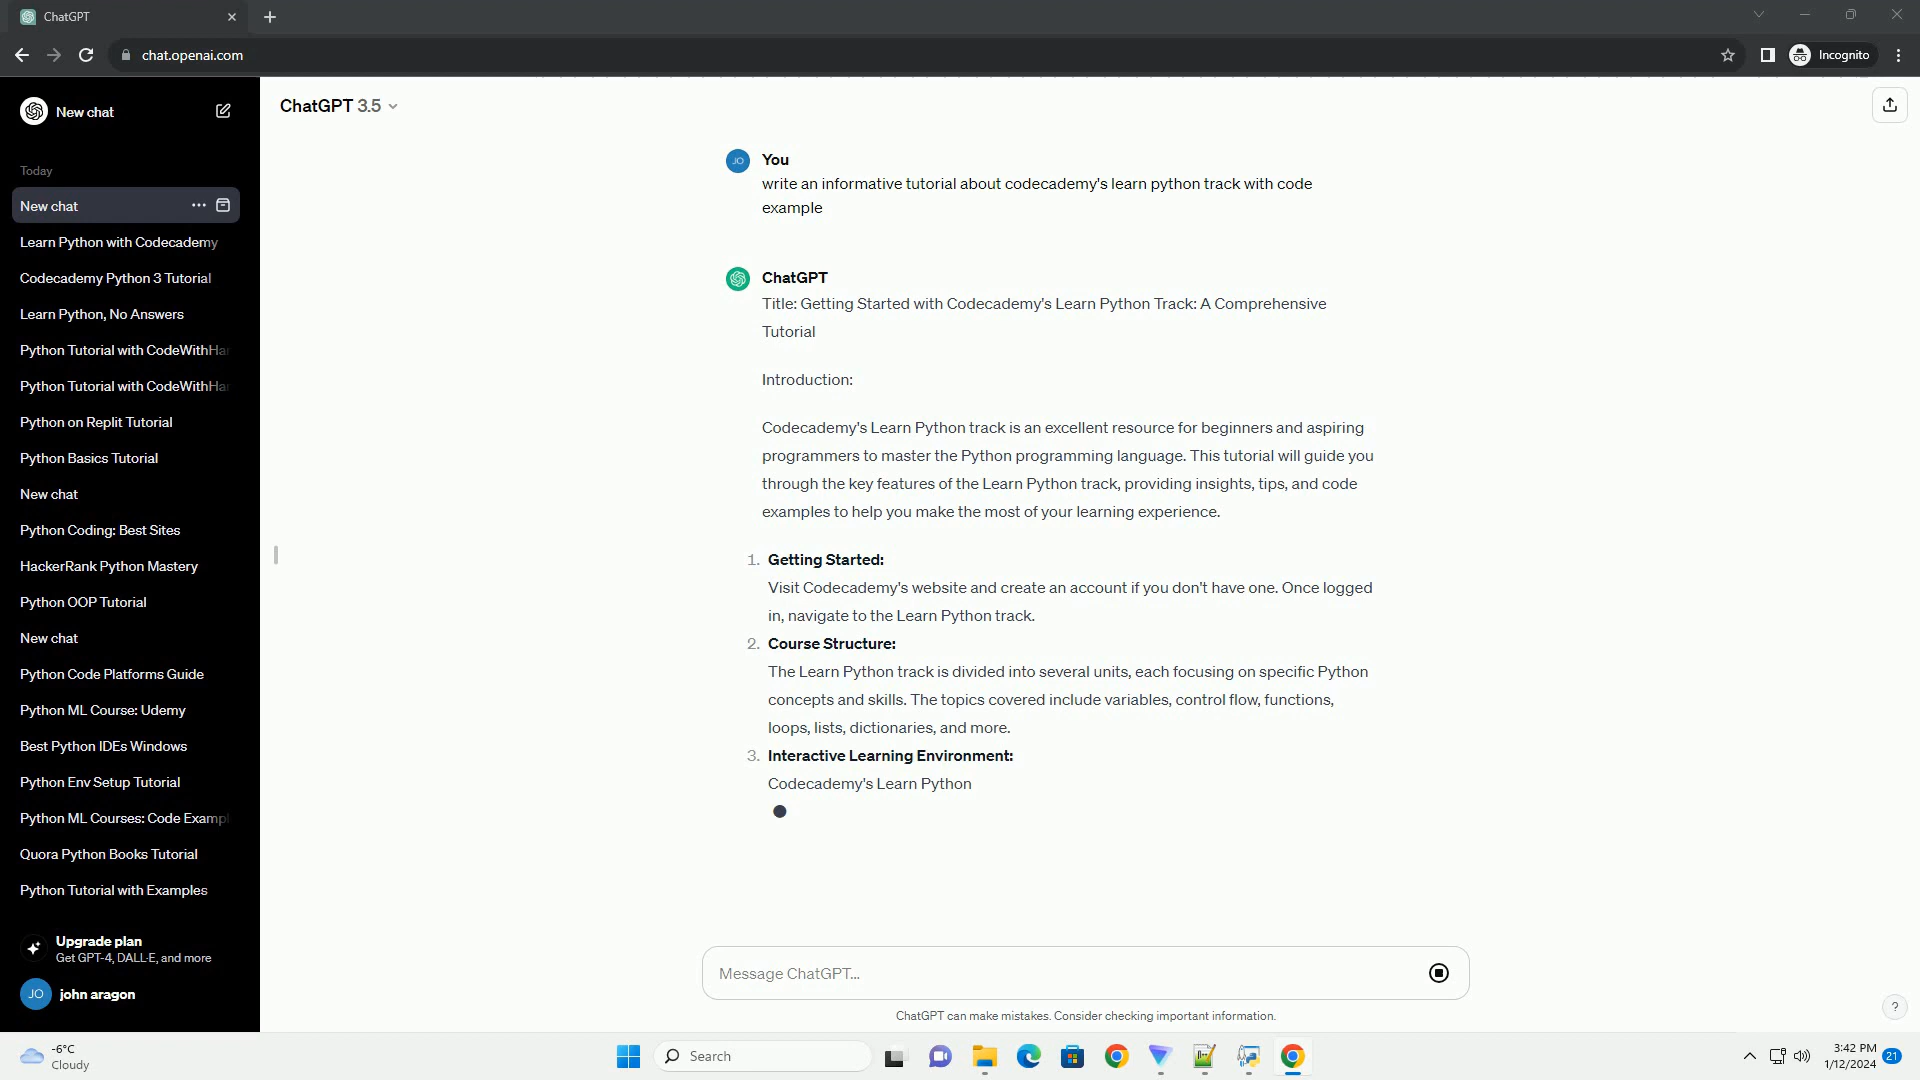 ChatGPT
chat.openai.com
Incognito
New chat
Today
New chat
Learn Python with Codecademy
Codecademy Python 3 Tutorial
Learn Python, No Answers
Python Tutorial with CodeWithHar
Python Tutorial with CodeWithHar
Python on Replit Tutorial
Python Basics Tutorial
New chat
Python Coding: Best Sites
HackerRank Python Mastery
Python OOP Tutorial
New chat
Python Code Platforms Guide
Python ML Course: Udemy
Best Python IDEs Windows
Python Env Setup Tutorial
Python ML Courses: Code Exampl
Quora Python Books Tutorial
Python Tutorial with Examples
Upgrade plan
Get GPT-4, DALL·E, and more
JO john aragon
ChatGPT 3.5
JO You
write an informative tutorial about codecademy's learn python track with code
example
ChatGPT
Title: Getting Started with Codecademy's Learn Python Track: A Comprehensive
Tutorial
Introduction:
Codecademy's Learn Python track is an excellent resource for beginners and aspiring
programmers to master the Python programming language. This tutorial will guide you
through the key features of the Learn Python track, providing insights, tips, and code
examples to help you make the most of your learning experience.
1. Getting Started:
Visit Codecademy's website and create an account if you don't have one. Once logged
in, navigate to the Learn Python track.
2. Course Structure:
The Learn Python track is divided into several units, each focusing on specific Python
concepts and skills. The topics covered include variables, control flow, functions,
loops, lists, dictionaries, and more.
3. Interactive Learning Environment:
Codecademy's Learn Python
Message ChatGPT...
ChatGPT can make mistakes. Consider checking important information.
?
-6°C
Cloudy
Search
3:42 PM
1/12/2024
21